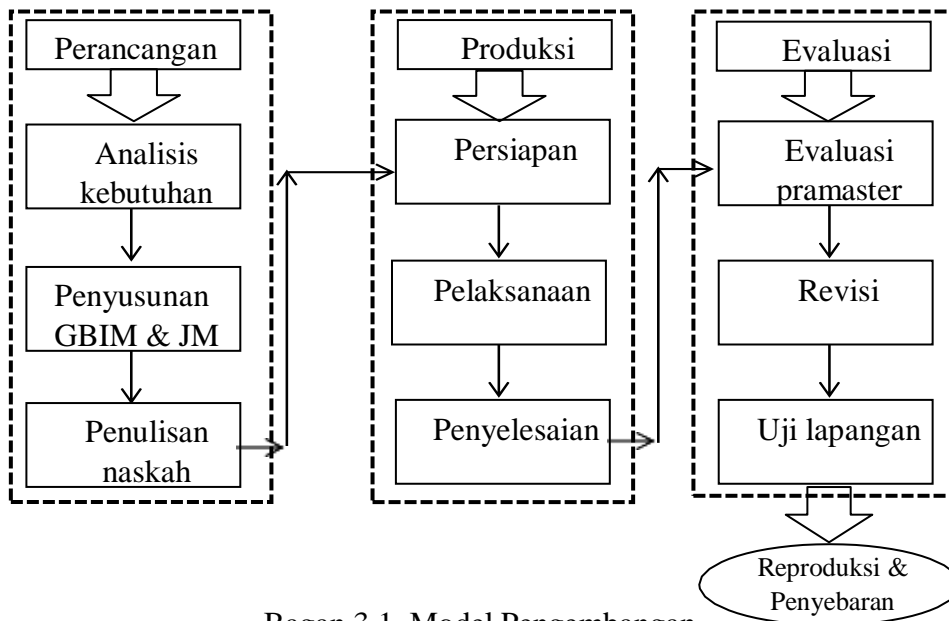 Perancangan
Analisis
kebutuhan
Penyusunan
GBIM & JM
Penulisan
naskah
Produksi
Persiapan
Pelaksanaan
Penyelesaian
Evaluasi
Evaluasi
pramaster
Revisi
Uji lapangan
Reproduksi &
Penyebaran
Bagan 3.1. Model Pengembangan